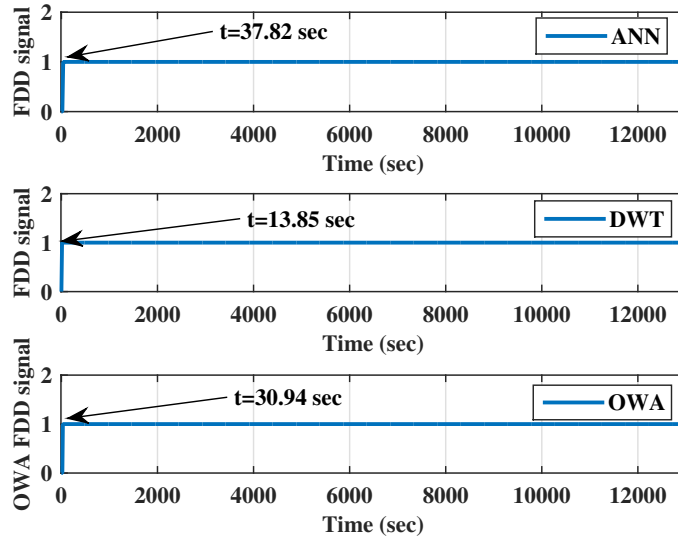 2
t=37.82 sec
ANN
1
FDD signal
0
0 2000 4000 6000 8000 10000 12000
Time (sec)
2
t=13.85 sec
DWT
1
FDD signal
0
0 2000 4000 6000 8000 10000 12000
Time (sec)
2
t=30.94 sec
OWA
1
OWA FDD signal
0
0 2000 4000 6000 8000 10000 12000
Time (sec)